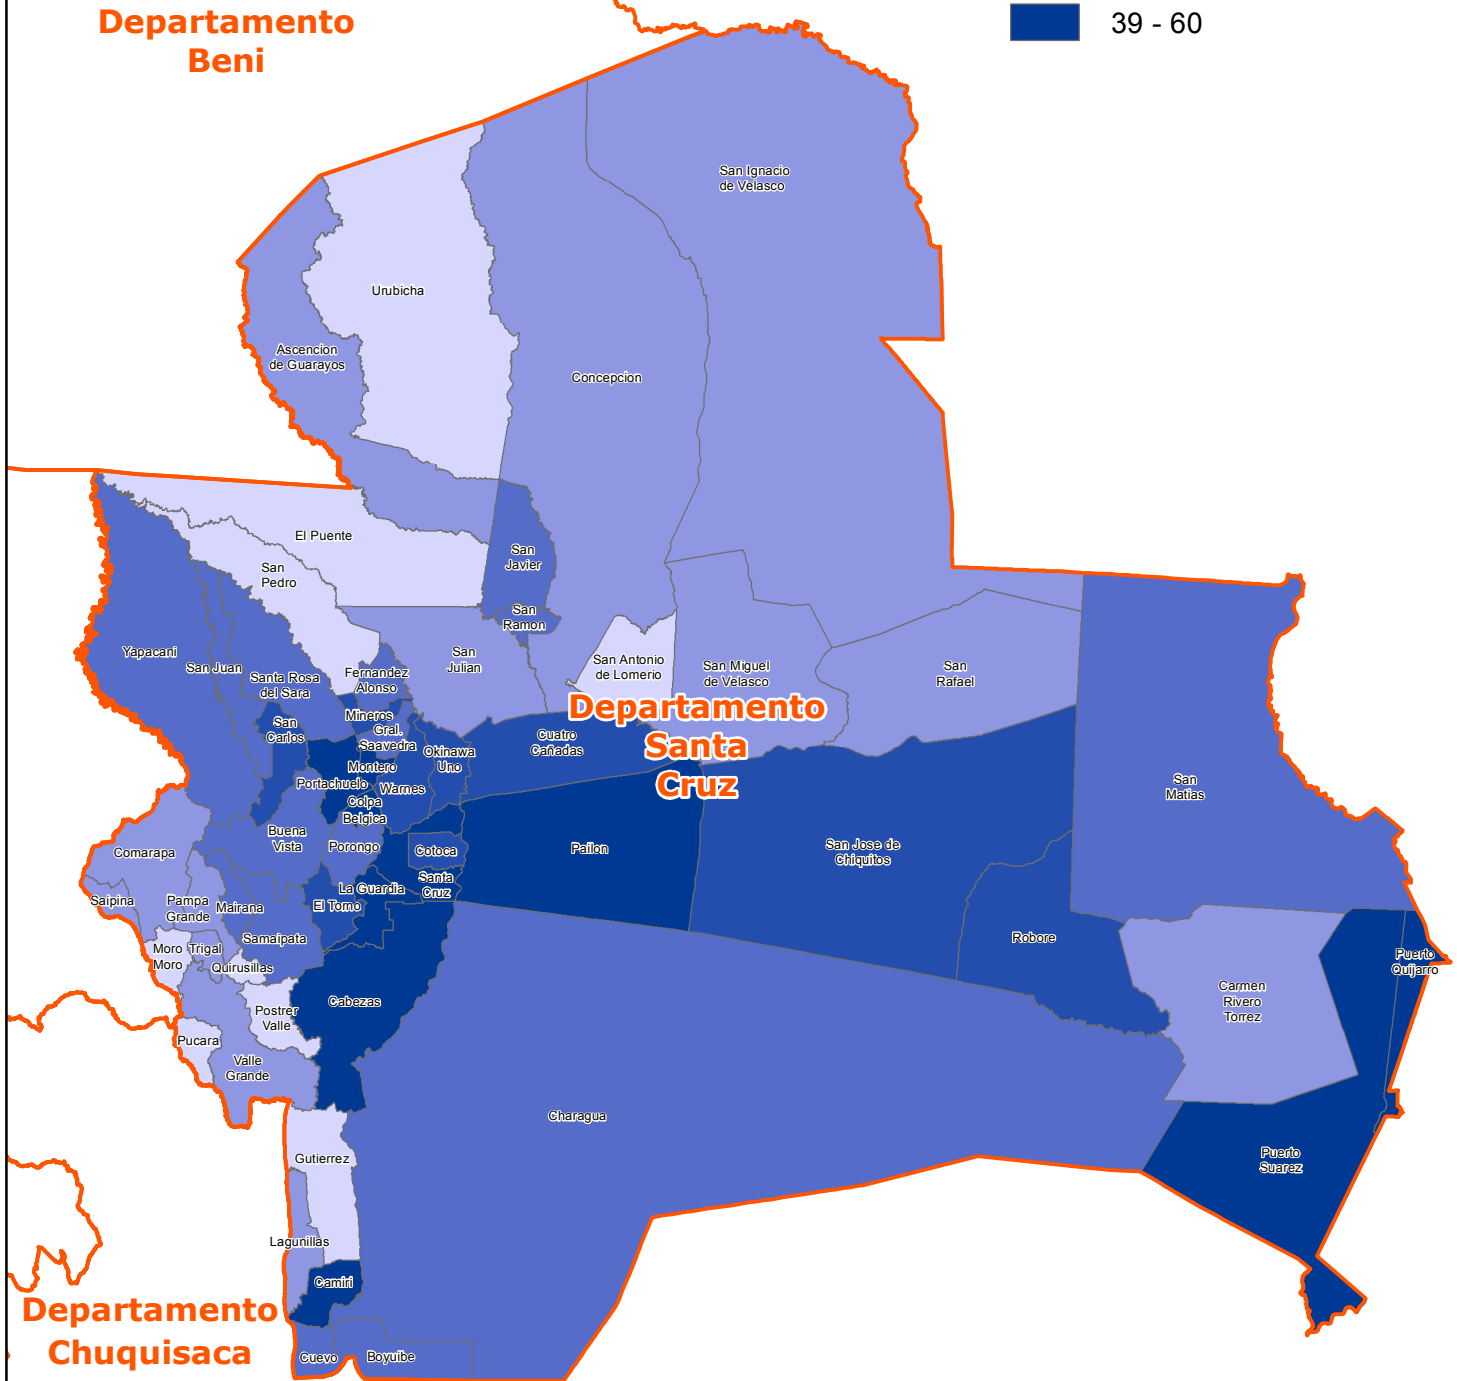 Departamento
Beni
39 - 60
San Ignacio
de Velasco
Urubicha
Ascencion
de Guarayos
Concepcion
El Puente
San
Javier
San
Pedro
San
Ramon
Yapacani
San Juan
Santa Rosa
del Sara
Fernandez
Alonso
San
Julian
San Antonio
de Lomerio
San Miguel
de Velasco
San
Rafael
Departamento
Santa
Cruz
San
Carlos
Mineros
Gral.
Saavedra
Okinawa
Uno
Cuatro
Cañadas
Montero
Portachuelo
Warnes
Colpa
Belgica
San
Matias
Buena
Vista
Porongo
Cotoca
Pailon
San Jose de
Chiquitos
Comarapa
Santa
Cruz
La Guardia
Saipina
Pampa
Grande
Mairana
El Torno
Samaipata
Robore
Moro
Moro
Trigal
Quirusillas
Puerto
Quijarro
Cabezas
Carmen
Rivero
Torrez
Postrer
Valle
Pucara
Valle
Grande
Charagua
Gutierrez
Puerto
Suarez
Lagunillas
Camiri
Departamento
Chuquisaca
Cuevo
Boyuibe